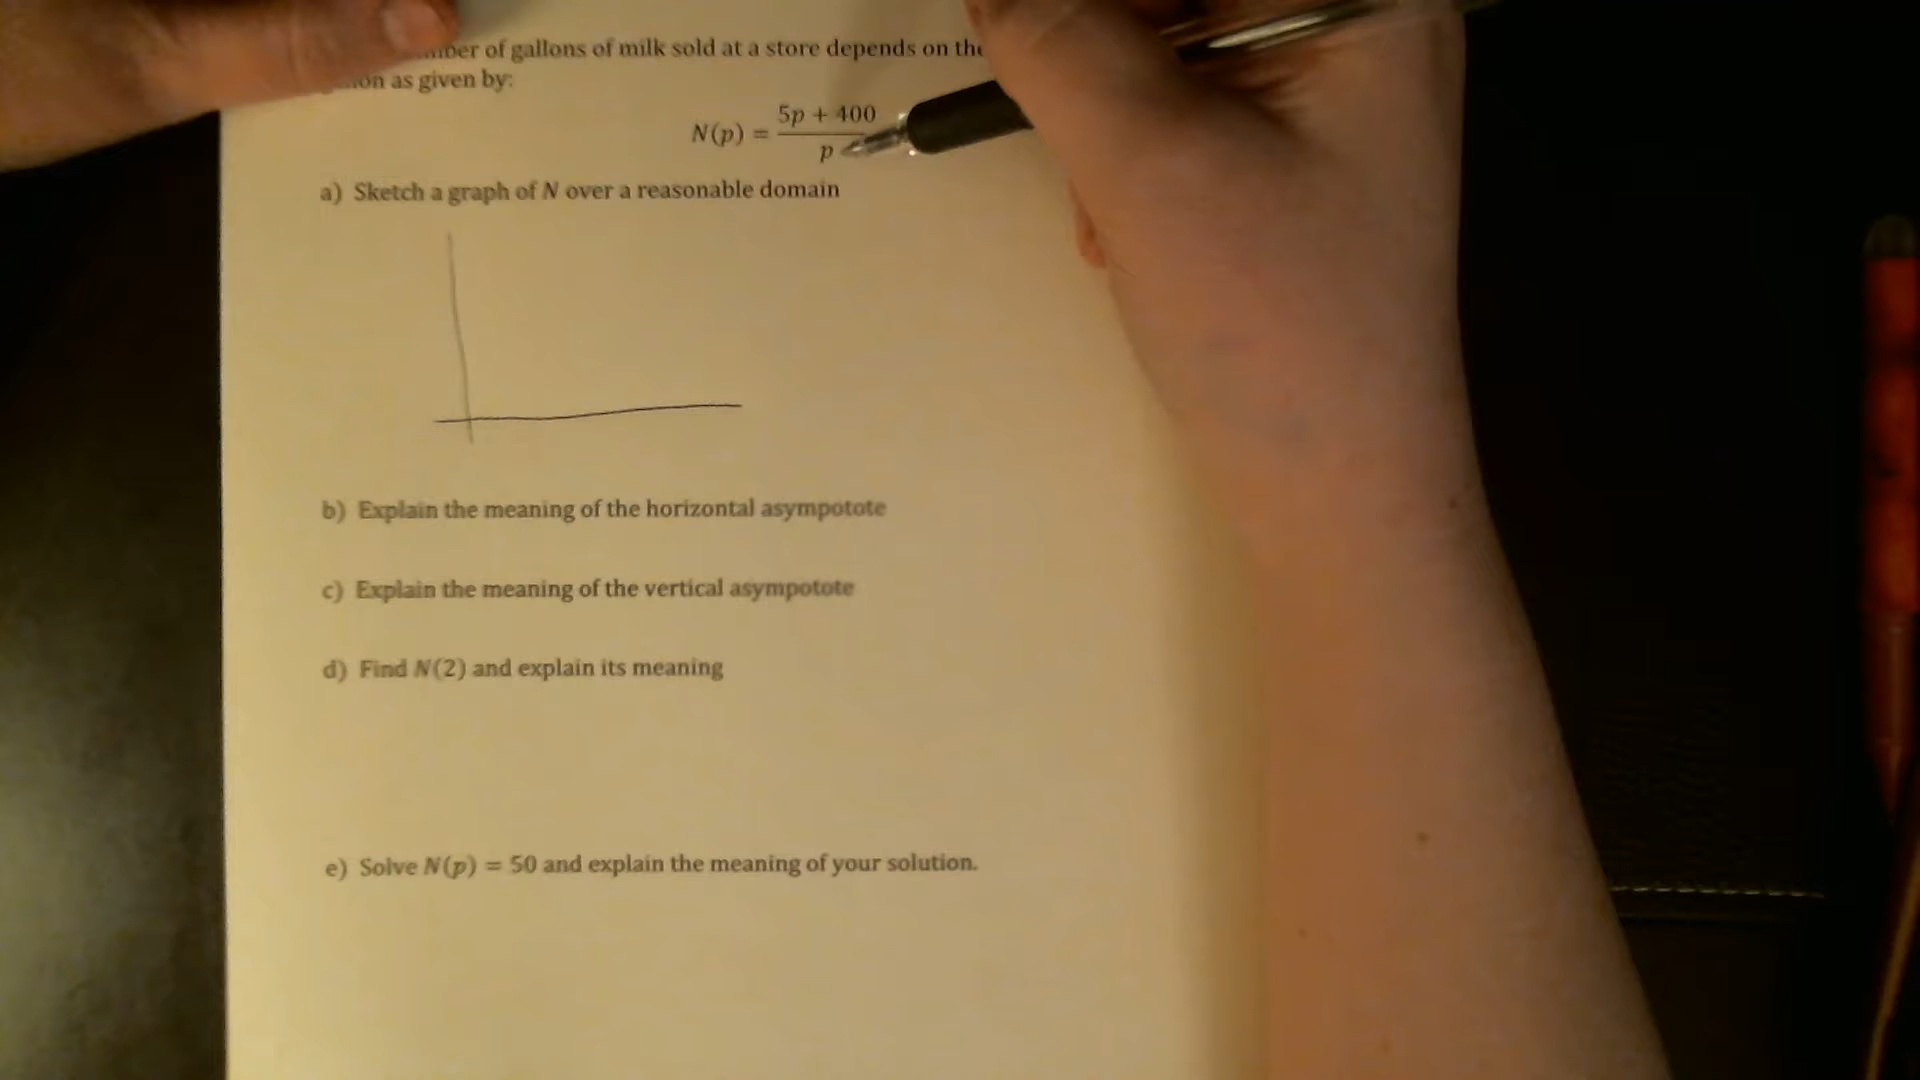 of gallons of milk sold at a store depends on the
as given by:
N(p) = \frac{5p + 400}{p}
a) Sketch a graph of N over a reasonable domain
b) Explain the meaning of the horizontal asympotote
c) Explain the meaning of the vertical asympotote
d) Find N(2) and explain its meaning
e) Solve N(p) = 50 and explain the meaning of your solution.